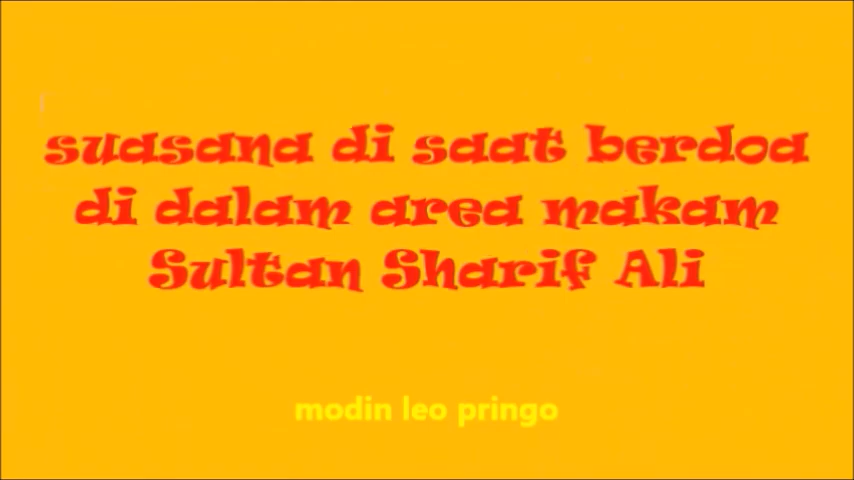 suasana di saat berdoa
di dalam area makam
Sultan Sharif Ali
modin leo pringo